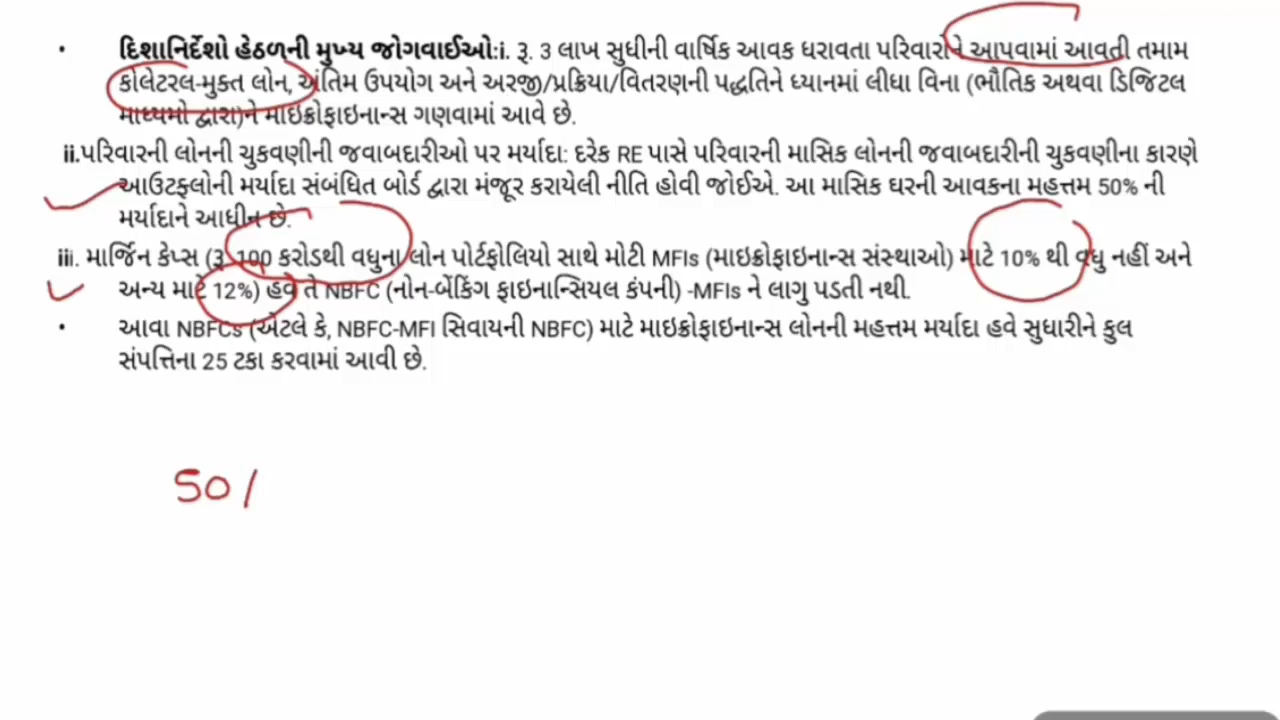 • દિશાનિર્દેશો હેઠળની મુખ્ય જોગવાઈઓ:i. રૂ. 3 લાખ સુધીની વાર્ષિક આવક ધરાવતા પરિવારોને આપવામાં આવતી તમામ
કોલેટરલ-મુક્ત લોન, અંતિમ ઉપયોગ અને અરજી/પ્રક્રિયા/વિતરણની પદ્ધતિને ધ્યાનમાં લીધા વિના (ભૌતિક અથવા ડિજિટલ
માધ્યમો દ્વારા)ને માઇક્રોફાઇનાન્સ ગણવામાં આવે છે.
ii.પરિવારની લોનની ચુકવણીની જવાબદારીઓ પર મર્યાદા: દરેક RE પાસે પરિવારની માસિક લોનની જવાબદારીની ચુકવણીના કારણે
આઉટફ્લોની મર્યાદા સંબંધિત બોર્ડ દ્વારા મંજૂર કરાયેલી નીતિ હોવી જોઈએ. આ માસિક ઘરની આવકના મહત્તમ 50% ની
મર્યાદાને આધીન છે.
iii. માર્જિન કેપ્સ (રૂ. 100 કરોડથી વધુના લોન પોર્ટફોલિયો સાથે મોટી MFIs (માઇક્રોફાઇનાન્સ સંસ્થાઓ) માટે 10% થી વધુ નહીં અને
અન્ય માટે 12%) હવે તે NBFC (નોન-બેંકિંગ ફાઇનાન્સિયલ કંપની) -MFIs ને લાગુ પડતી નથી.
• આવા NBFCs (એટલે કે, NBFC-MFI સિવાયની NBFC) માટે માઇક્રોફાઇનાન્સ લોનની મહત્તમ મર્યાદા હવે સુધારીને કુલ
સંપત્તિના 25 ટકા કરવામાં આવી છે.
50/